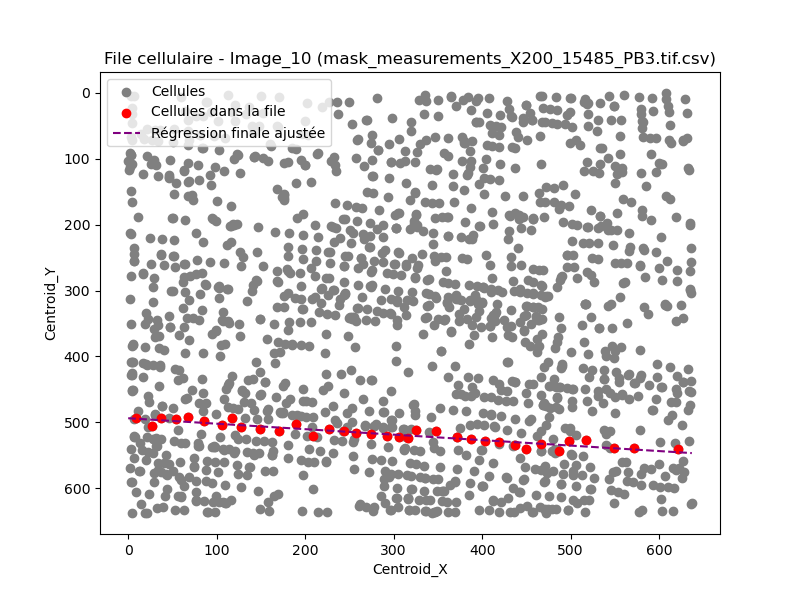 File cellulaire - Image_10 (mask_measurements_X200_15485_PB3.tif.csv)
Cellules
Cellules dans la file
Régression finale ajustée
0
100
200
300
400
500
600
Centroid_Y
0 100 200 300 400 500 600
Centroid_X